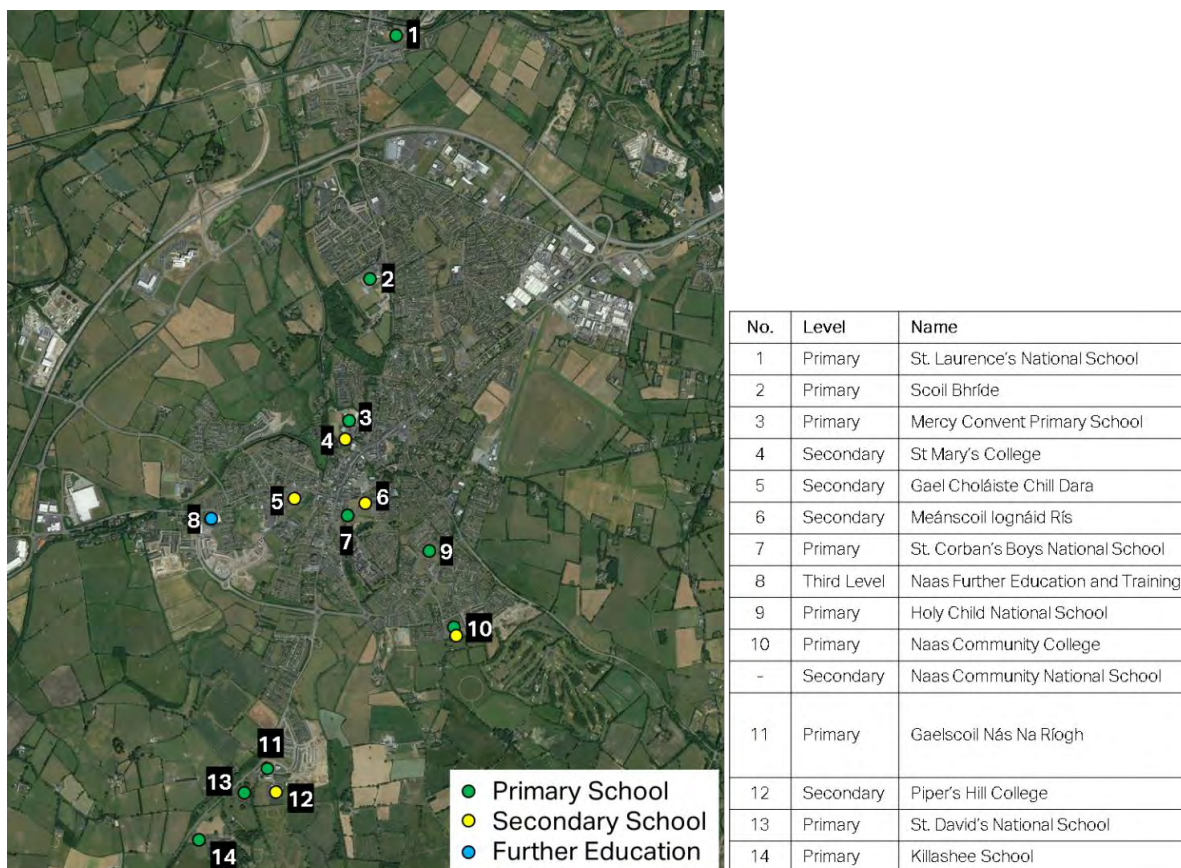 1
2
3
4
5
6
7
8
9
10
11
12
13
14
Primary School
Secondary School
Further Education
No. Level Name
1 Primary St. Laurence's National School
2 Primary Scoil Bhríde
3 Primary Mercy Convent Primary School
4 Secondary St Mary's College
5 Secondary Gael Choláiste Chill Dara
6 Secondary Meánscoil Iognáid Rís
7 Primary St. Corban's Boys National School
8 Third Level Naas Further Education and Training
9 Primary Holy Child National School
10 Primary Naas Community College
- Secondary Naas Community National School
11 Primary Gaelscoil Nás Na Ríogh
12 Secondary Piper's Hill College
13 Primary St. David's National School
14 Primary Killashee School